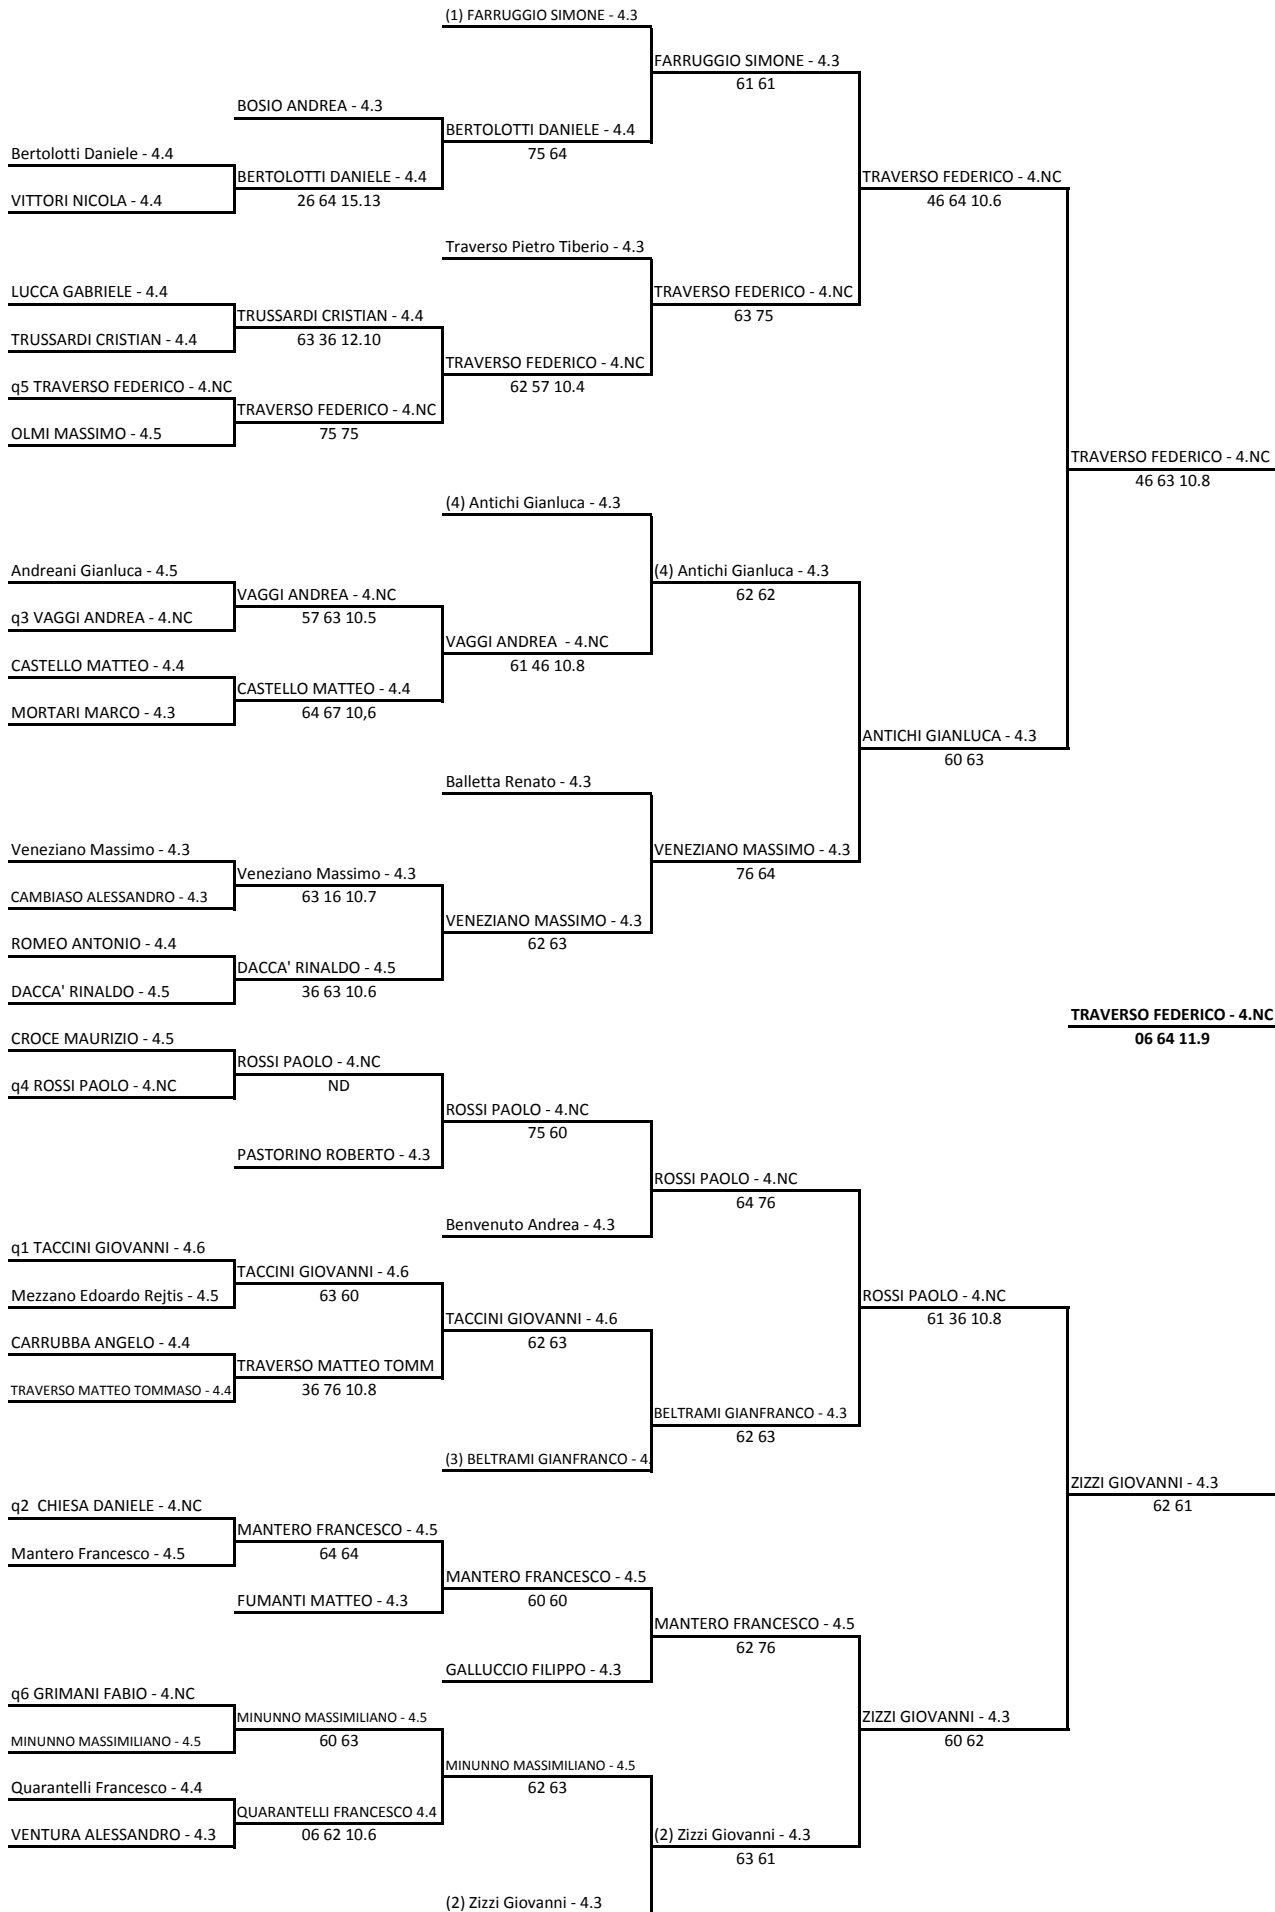 (1) FARRUGGIO SIMONE - 4.3
FARRUGGIO SIMONE - 4.3
61 61
BOSIO ANDREA - 4.3
BERTOLOTTI DANIELE - 4.4
75 64
Bertolotti Daniele - 4.4
BERTOLOTTI DANIELE - 4.4
TRAVERSO FEDERICO - 4.NC
VITTORI NICOLA - 4.4
26 64 15.13
46 64 10.6
Traverso Pietro Tiberio - 4.3
LUCCA GABRIELE - 4.4
TRAVERSO FEDERICO - 4.NC
TRUSSARDI CRISTIAN - 4.4
63 75
TRUSSARDI CRISTIAN - 4.4
63 36 12.10
TRAVERSO FEDERICO - 4.NC
q5 TRAVERSO FEDERICO - 4.NC
62 57 10.4
TRAVERSO FEDERICO - 4.NC
OLMI MASSIMO - 4.5
75 75
TRAVERSO FEDERICO - 4.NC
46 63 10.8
(4) Antichi Gianluca - 4.3
Andreani Gianluca - 4.5
(4) Antichi Gianluca - 4.3
VAGGI ANDREA - 4.NC
62 62
q3 VAGGI ANDREA - 4.NC
57 63 10.5
VAGGI ANDREA  - 4.NC
CASTELLO MATTEO - 4.4
61 46 10.8
CASTELLO MATTEO - 4.4
MORTARI MARCO - 4.3
64 67 10,6
ANTICHI GIANLUCA - 4.3
60 63
Balletta Renato - 4.3
Veneziano Massimo - 4.3
VENEZIANO MASSIMO - 4.3
Veneziano Massimo - 4.3
76 64
CAMBIASO ALESSANDRO - 4.3
63 16 10.7
VENEZIANO MASSIMO - 4.3
ROMEO ANTONIO - 4.4
62 63
DACCA' RINALDO - 4.5
DACCA' RINALDO - 4.5
36 63 10.6
TRAVERSO FEDERICO - 4.NC
CROCE MAURIZIO - 4.5
06 64 11.9
ROSSI PAOLO - 4.NC
q4 ROSSI PAOLO - 4.NC
ND
ROSSI PAOLO - 4.NC
75 60
PASTORINO ROBERTO - 4.3
ROSSI PAOLO - 4.NC
64 76
Benvenuto Andrea - 4.3
q1 TACCINI GIOVANNI - 4.6
TACCINI GIOVANNI - 4.6
Mezzano Edoardo Rejtis - 4.5
63 60
ROSSI PAOLO - 4.NC
TACCINI GIOVANNI - 4.6
61 36 10.8
CARRUBBA ANGELO - 4.4
62 63
TRAVERSO MATTEO TOMM
TRAVERSO MATTEO TOMMASO - 4.4
36 76 10.8
BELTRAMI GIANFRANCO - 4.3
62 63
(3) BELTRAMI GIANFRANCO - 4.
ZIZZI GIOVANNI - 4.3
q2  CHIESA DANIELE - 4.NC
62 61
MANTERO FRANCESCO - 4.5
Mantero Francesco - 4.5
64 64
MANTERO FRANCESCO - 4.5
FUMANTI MATTEO - 4.3
60 60
MANTERO FRANCESCO - 4.5
62 76
GALLUCCIO FILIPPO - 4.3
q6 GRIMANI FABIO - 4.NC
MINUNNO MASSIMILIANO - 4.5
ZIZZI GIOVANNI - 4.3
MINUNNO MASSIMILIANO - 4.5
60 63
60 62
MINUNNO MASSIMILIANO - 4.5
Quarantelli Francesco - 4.4
62 63
QUARANTELLI FRANCESCO 4.4
VENTURA ALESSANDRO - 4.3
06 62 10.6
(2) Zizzi Giovanni - 4.3
63 61
(2) Zizzi Giovanni - 4.3